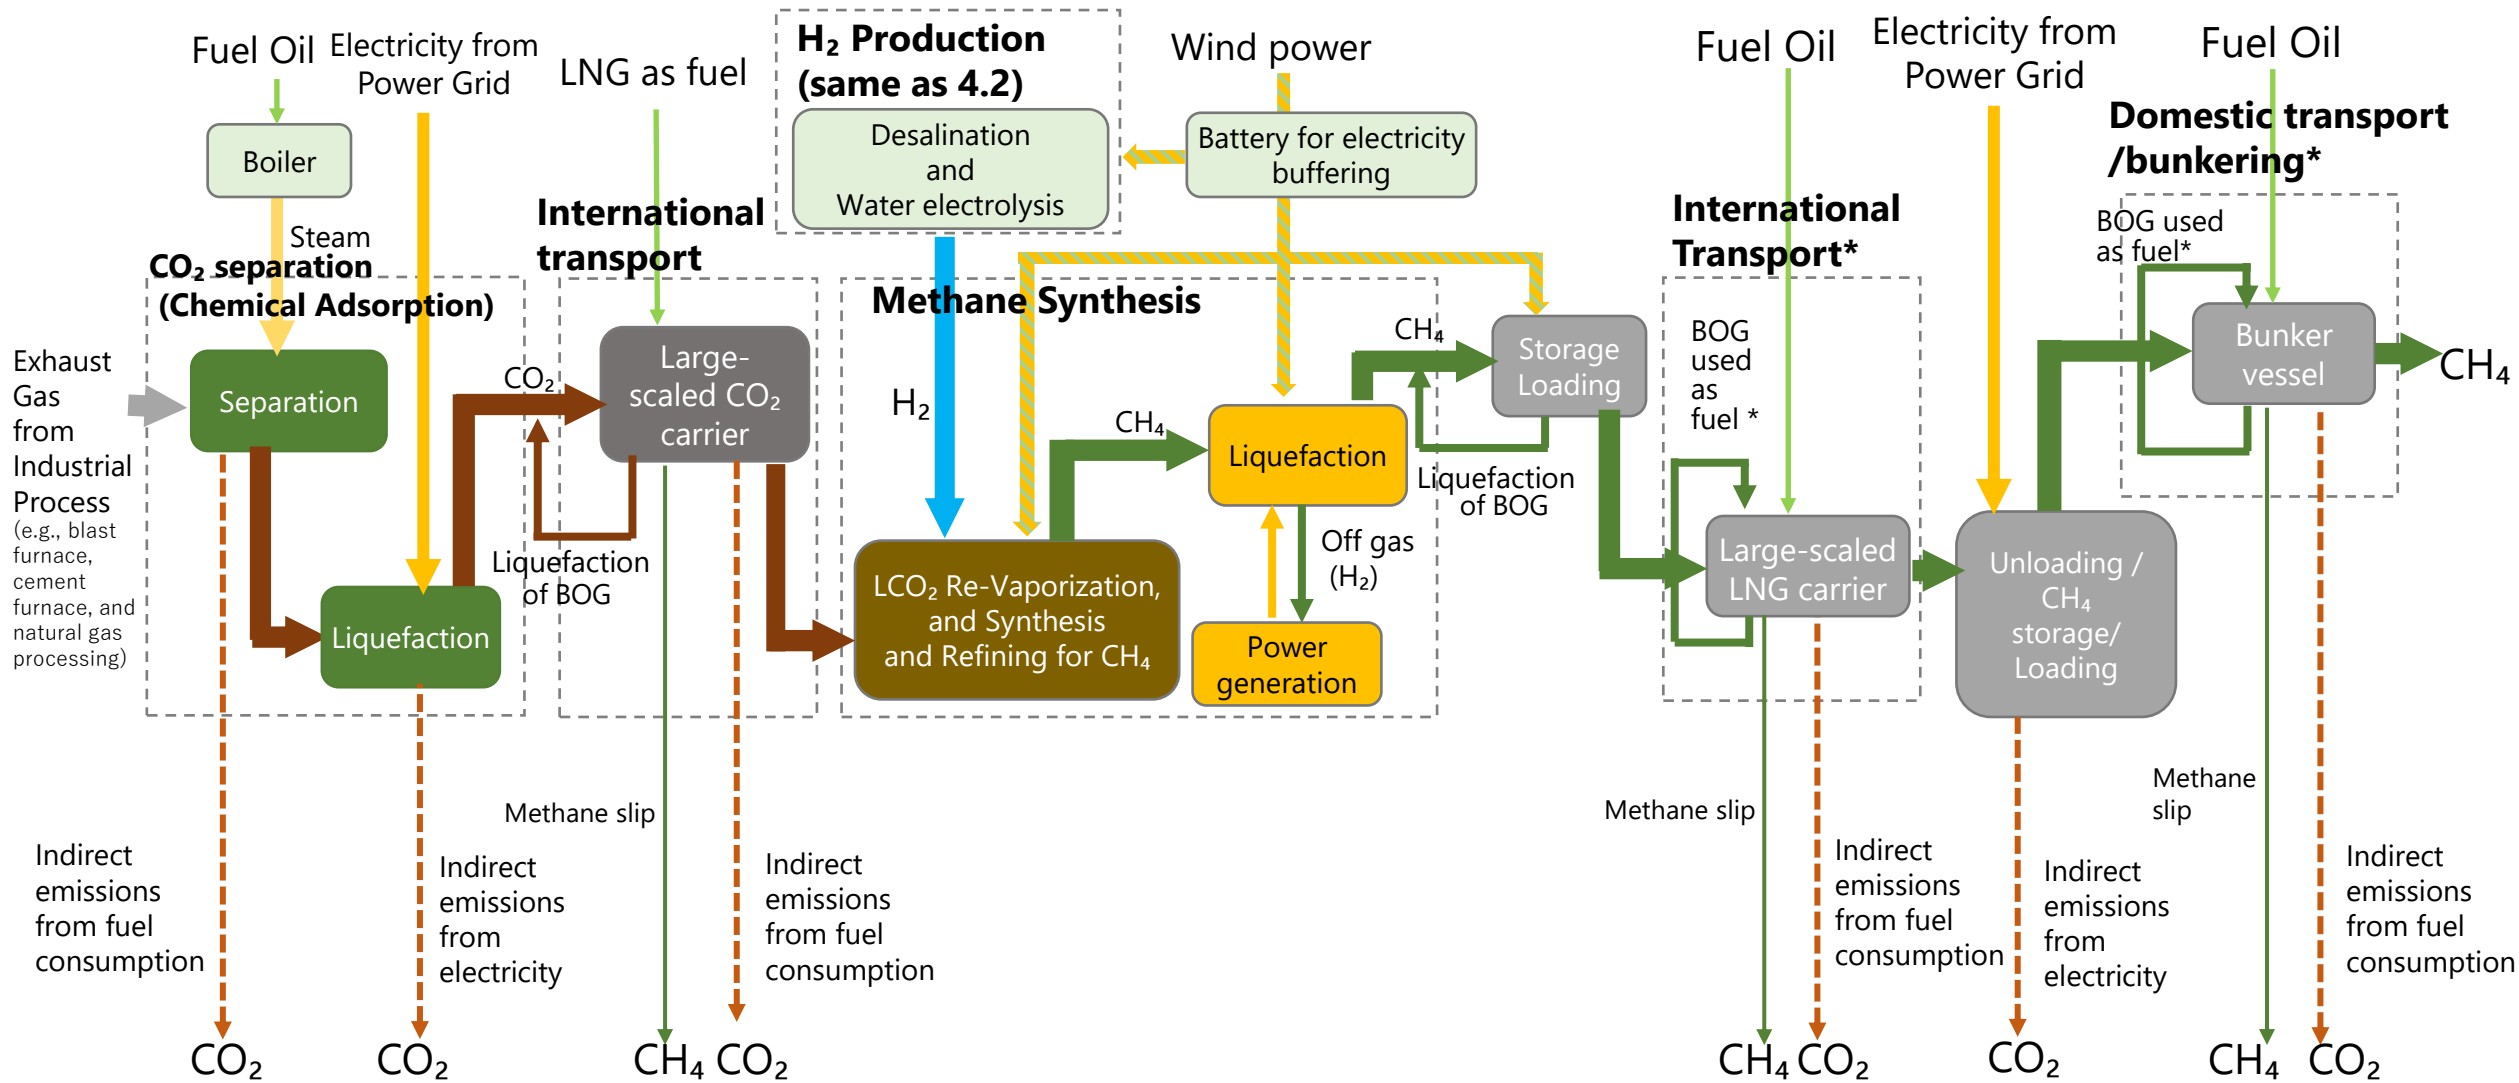 Fuel Oil
Electricity from
Power Grid
LNG as fuel
H₂ Production
(same as 4.2)
Wind power
Fuel Oil
Electricity from
Power Grid
Fuel Oil
Boiler
Desalination
and
Water electrolysis
Battery for electricity
buffering
Domestic transport
/bunkering*
Steam
CO₂ separation
(Chemical Adsorption)
International
transport
Methane Synthesis
International
Transport*
BOG used
as fuel*
Exhaust
Gas
from
Industrial
Process
(e.g., blast
furnace,
cement
furnace, and
natural gas
processing)
Separation
CO₂
Large-
scaled CO₂
carrier
H₂
CH₄
Liquefaction
CH₄
Storage
Loading
Liquefaction
of BOG
BOG
used
as
fuel *
Bunker
vessel
CH₄
Liquefaction
Liquefaction
of BOG
LCO₂ Re-Vaporization,
and Synthesis
and Refining for CH₄
Off gas
(H₂)
Power
generation
Large-scaled
LNG carrier
Unloading /
CH₄
storage/
Loading
Methane slip
Methane slip
Methane
slip
Indirect
emissions
from fuel
consumption
Indirect
emissions
from
electricity
Indirect
emissions
from fuel
consumption
Indirect
emissions
from fuel
consumption
Indirect
emissions
from
electricity
Indirect
emissions
from fuel
consumption
CO₂
CO₂
CH₄ CO₂
CH₄ CO₂
CO₂
CH₄ CO₂